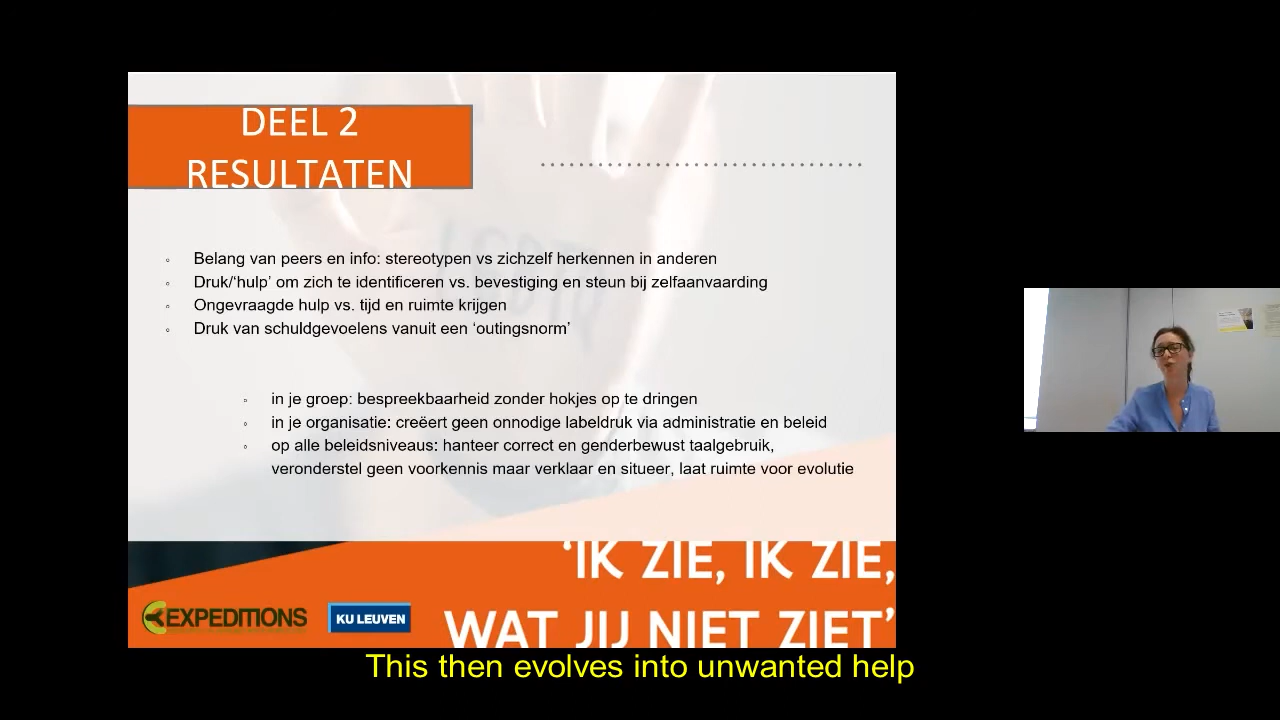 DEEL 2
RESULTATEN
LGBTQ
Belang van peers en info: stereotypen vs zichzelf herkennen in anderen
Druk/‘hulp’ om zich te identificeren vs. bevestiging en steun bij zelfaanvaarding
Ongevraagde hulp vs. tijd en ruimte krijgen
Druk van schuldgevoelens vanuit een ‘outingsnorm’
in je groep: bespreekbaarheid zonder hokjes op te dringen
in je organisatie: creëert geen onnodige labeldruk via administratie en beleid
op alle beleidsniveaus: hanteer correct en genderbewust taalgebruik,
veronderstel geen voorkennis maar verklaar en situeer, laat ruimte voor evolutie
‘IK ZIE, IK ZIE,
WAT JIJ NIET ZIET’
EXPEDITIONS
KU LEUVEN
This then evolves into unwanted help